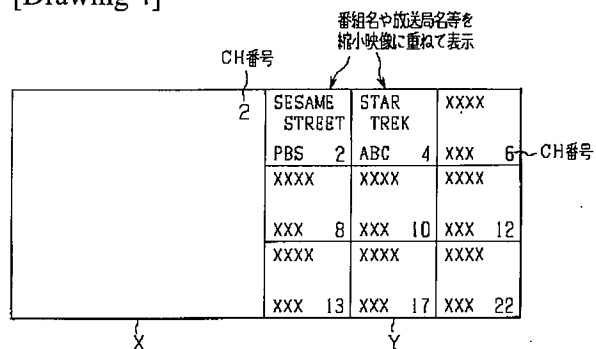 [Drawing 4]
番組名や放送局名等を
縮小映像に重ねて表示
CH番号
2
SESAME STREET
PBS 2
STAR TREK
ABC 4
XXXX
XXX 6
CH番号
XXXX
XXX 8
XXXX
XXX 10
XXXX
XXX 12
XXXX
XXX 13
XXXX
XXX 17
XXXX
XXX 22
X
Y